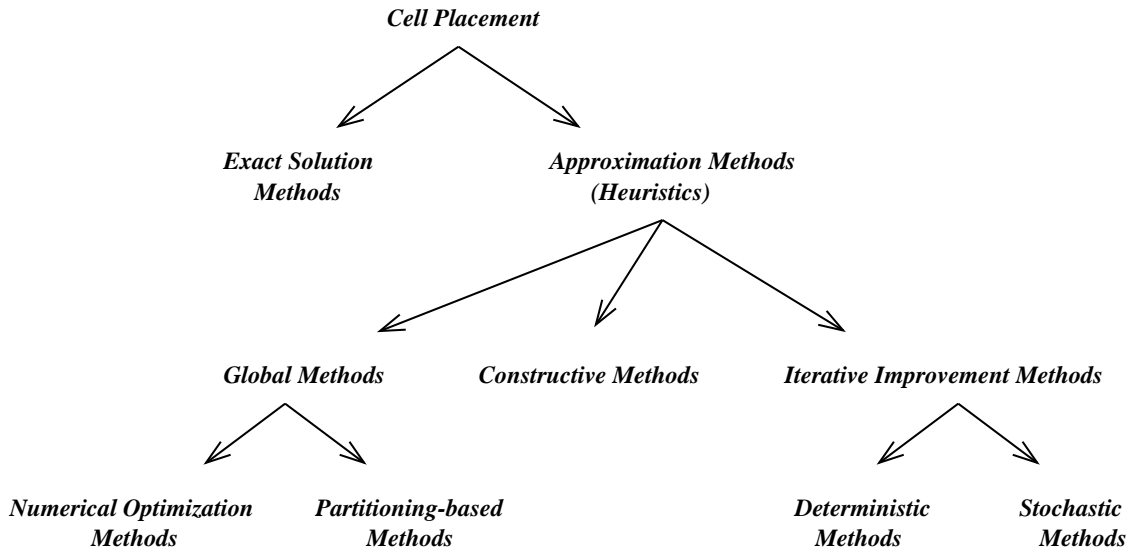 Cell Placement
Exact Solution
Methods
Approximation Methods
(Heuristics)
Global Methods
Constructive Methods
Iterative Improvement Methods
Numerical Optimization
Methods
Partitioning-based
Methods
Deterministic
Methods
Stochastic
Methods